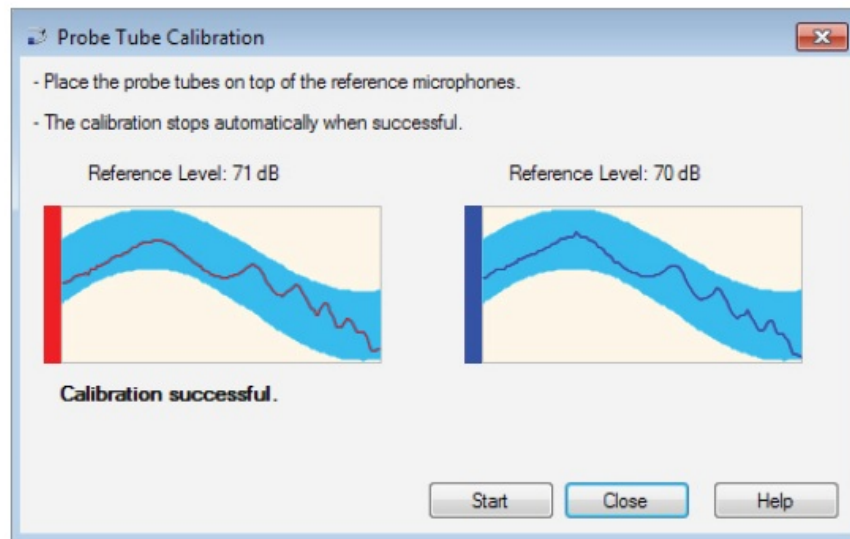 Probe Tube Calibration
- Place the probe tubes on top of the reference microphones.
- The calibration stops automatically when successful.
Reference Level: 71 dB
Reference Level: 70 dB
Calibration successful.
Start
Close
Help